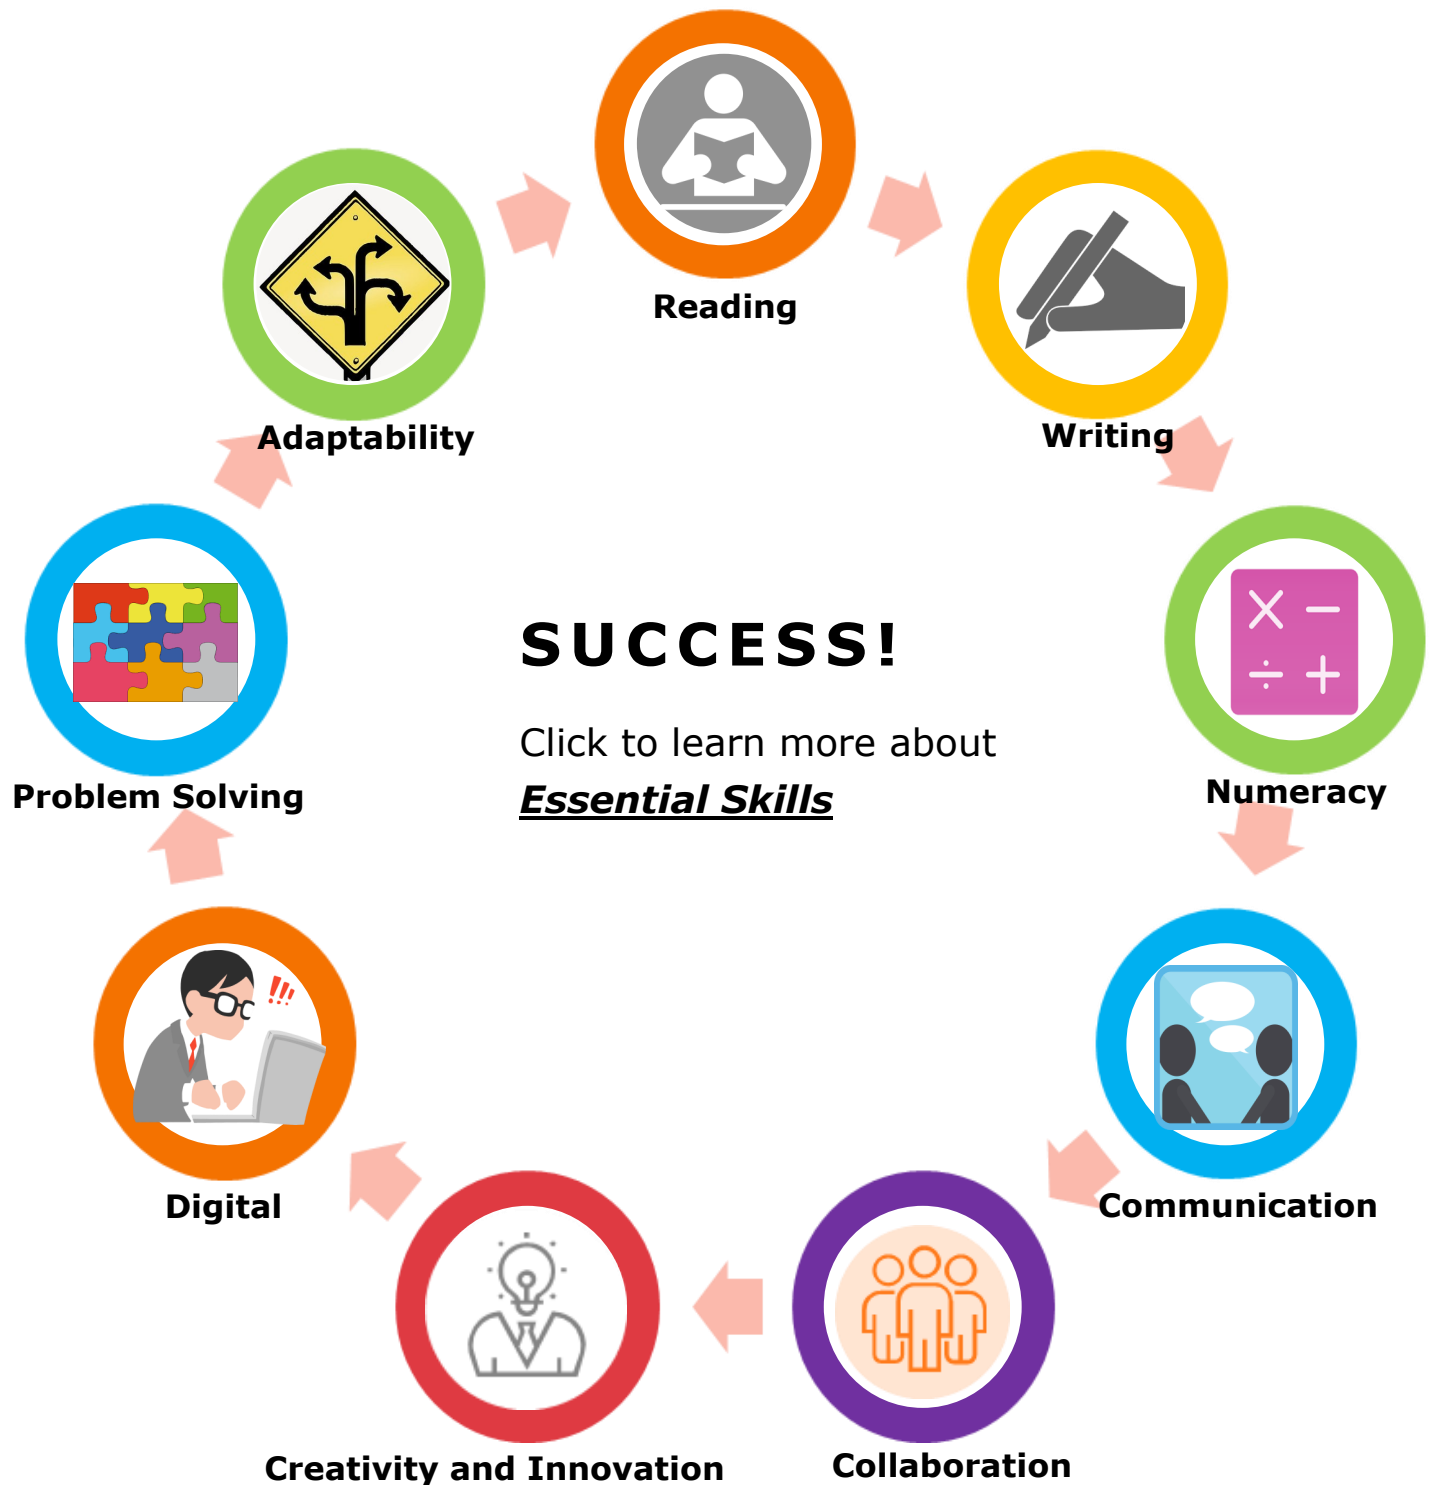 Reading
Adaptability
Writing
SUCCESS!
Click to learn more about
Essential Skills
Problem Solving
Numeracy
Digital
Communication
Creativity and Innovation
Collaboration